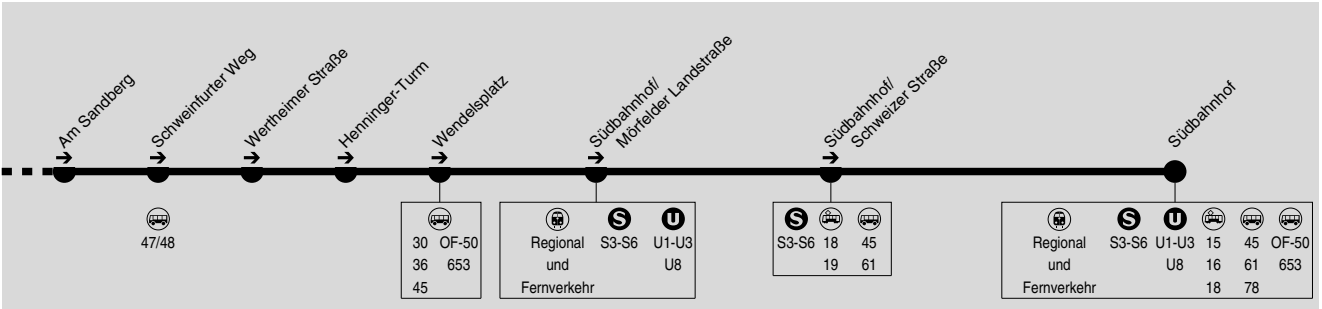 Am Sandberg
Schweinfurter Weg
Wertheimer Straße
Henninger-Turm
Wendelsplatz
Südbahnhof/
Mörfelder Landstraße
Südbahnhof/
Schweizer Straße
Südbahnhof
47/48
30 OF-50
36 653
45
S U
Regional S3-S6 U1-U3
und U8
Fernverkehr
S
S3-S6 18 45
19 61
S U
Regional S3-S6 U1-U3 15 45 OF-50
und U8 16 61 653
Fernverkehr 18 78